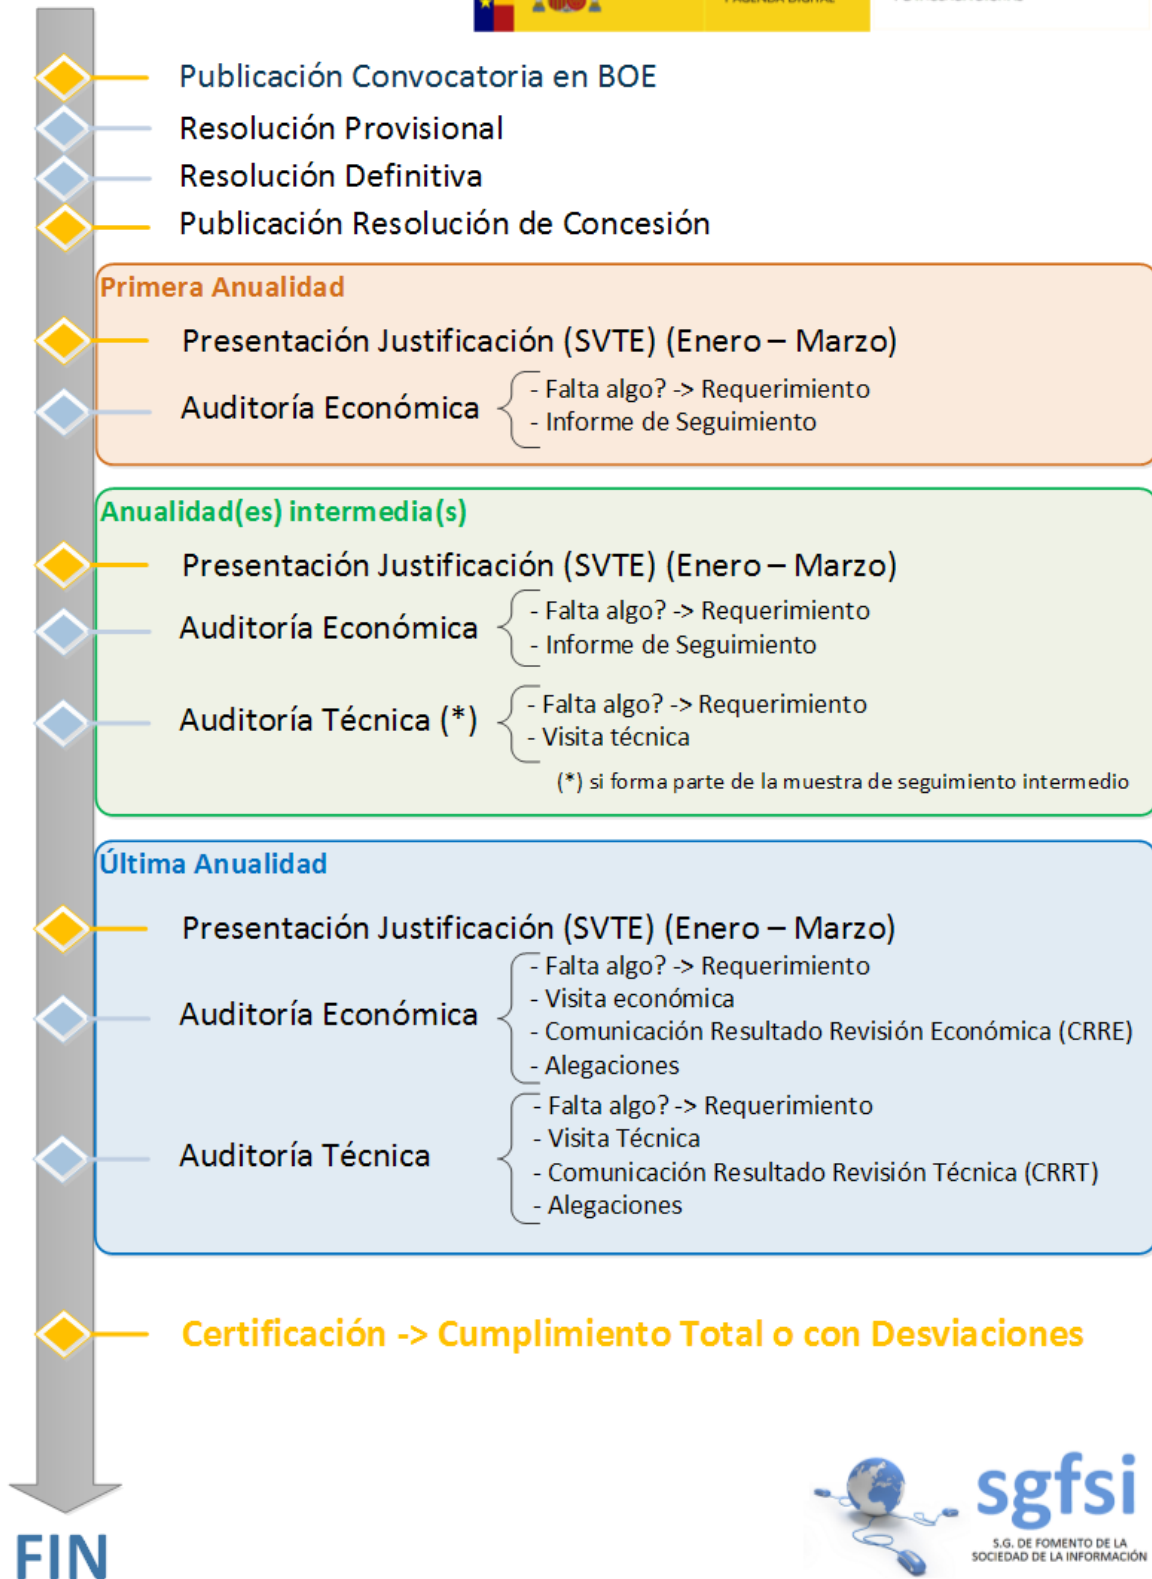 Y AGENDA DIGITAL
Publicación Convocatoria en BOE
Resolución Provisional
Resolución Definitiva
Publicación Resolución de Concesión
Primera Anualidad
Presentación Justificación (SVTE) (Enero – Marzo)
Auditoría Económica
- Falta algo? -> Requerimiento
- Informe de Seguimiento
Anualidad(es) intermedia(s)
Presentación Justificación (SVTE) (Enero – Marzo)
Auditoría Económica
- Falta algo? -> Requerimiento
- Informe de Seguimiento
Auditoría Técnica (*)
- Falta algo? -> Requerimiento
- Visita técnica
(*) si forma parte de la muestra de seguimiento intermedio
Última Anualidad
Presentación Justificación (SVTE) (Enero – Marzo)
Auditoría Económica
- Falta algo? -> Requerimiento
- Visita económica
- Comunicación Resultado Revisión Económica (CRRE)
- Alegaciones
Auditoría Técnica
- Falta algo? -> Requerimiento
- Visita Técnica
- Comunicación Resultado Revisión Técnica (CRRT)
- Alegaciones
Certificación -> Cumplimiento Total o con Desviaciones
FIN
sgfsi
S.G. DE FOMENTO DE LA
SOCIEDAD DE LA INFORMACIÓN